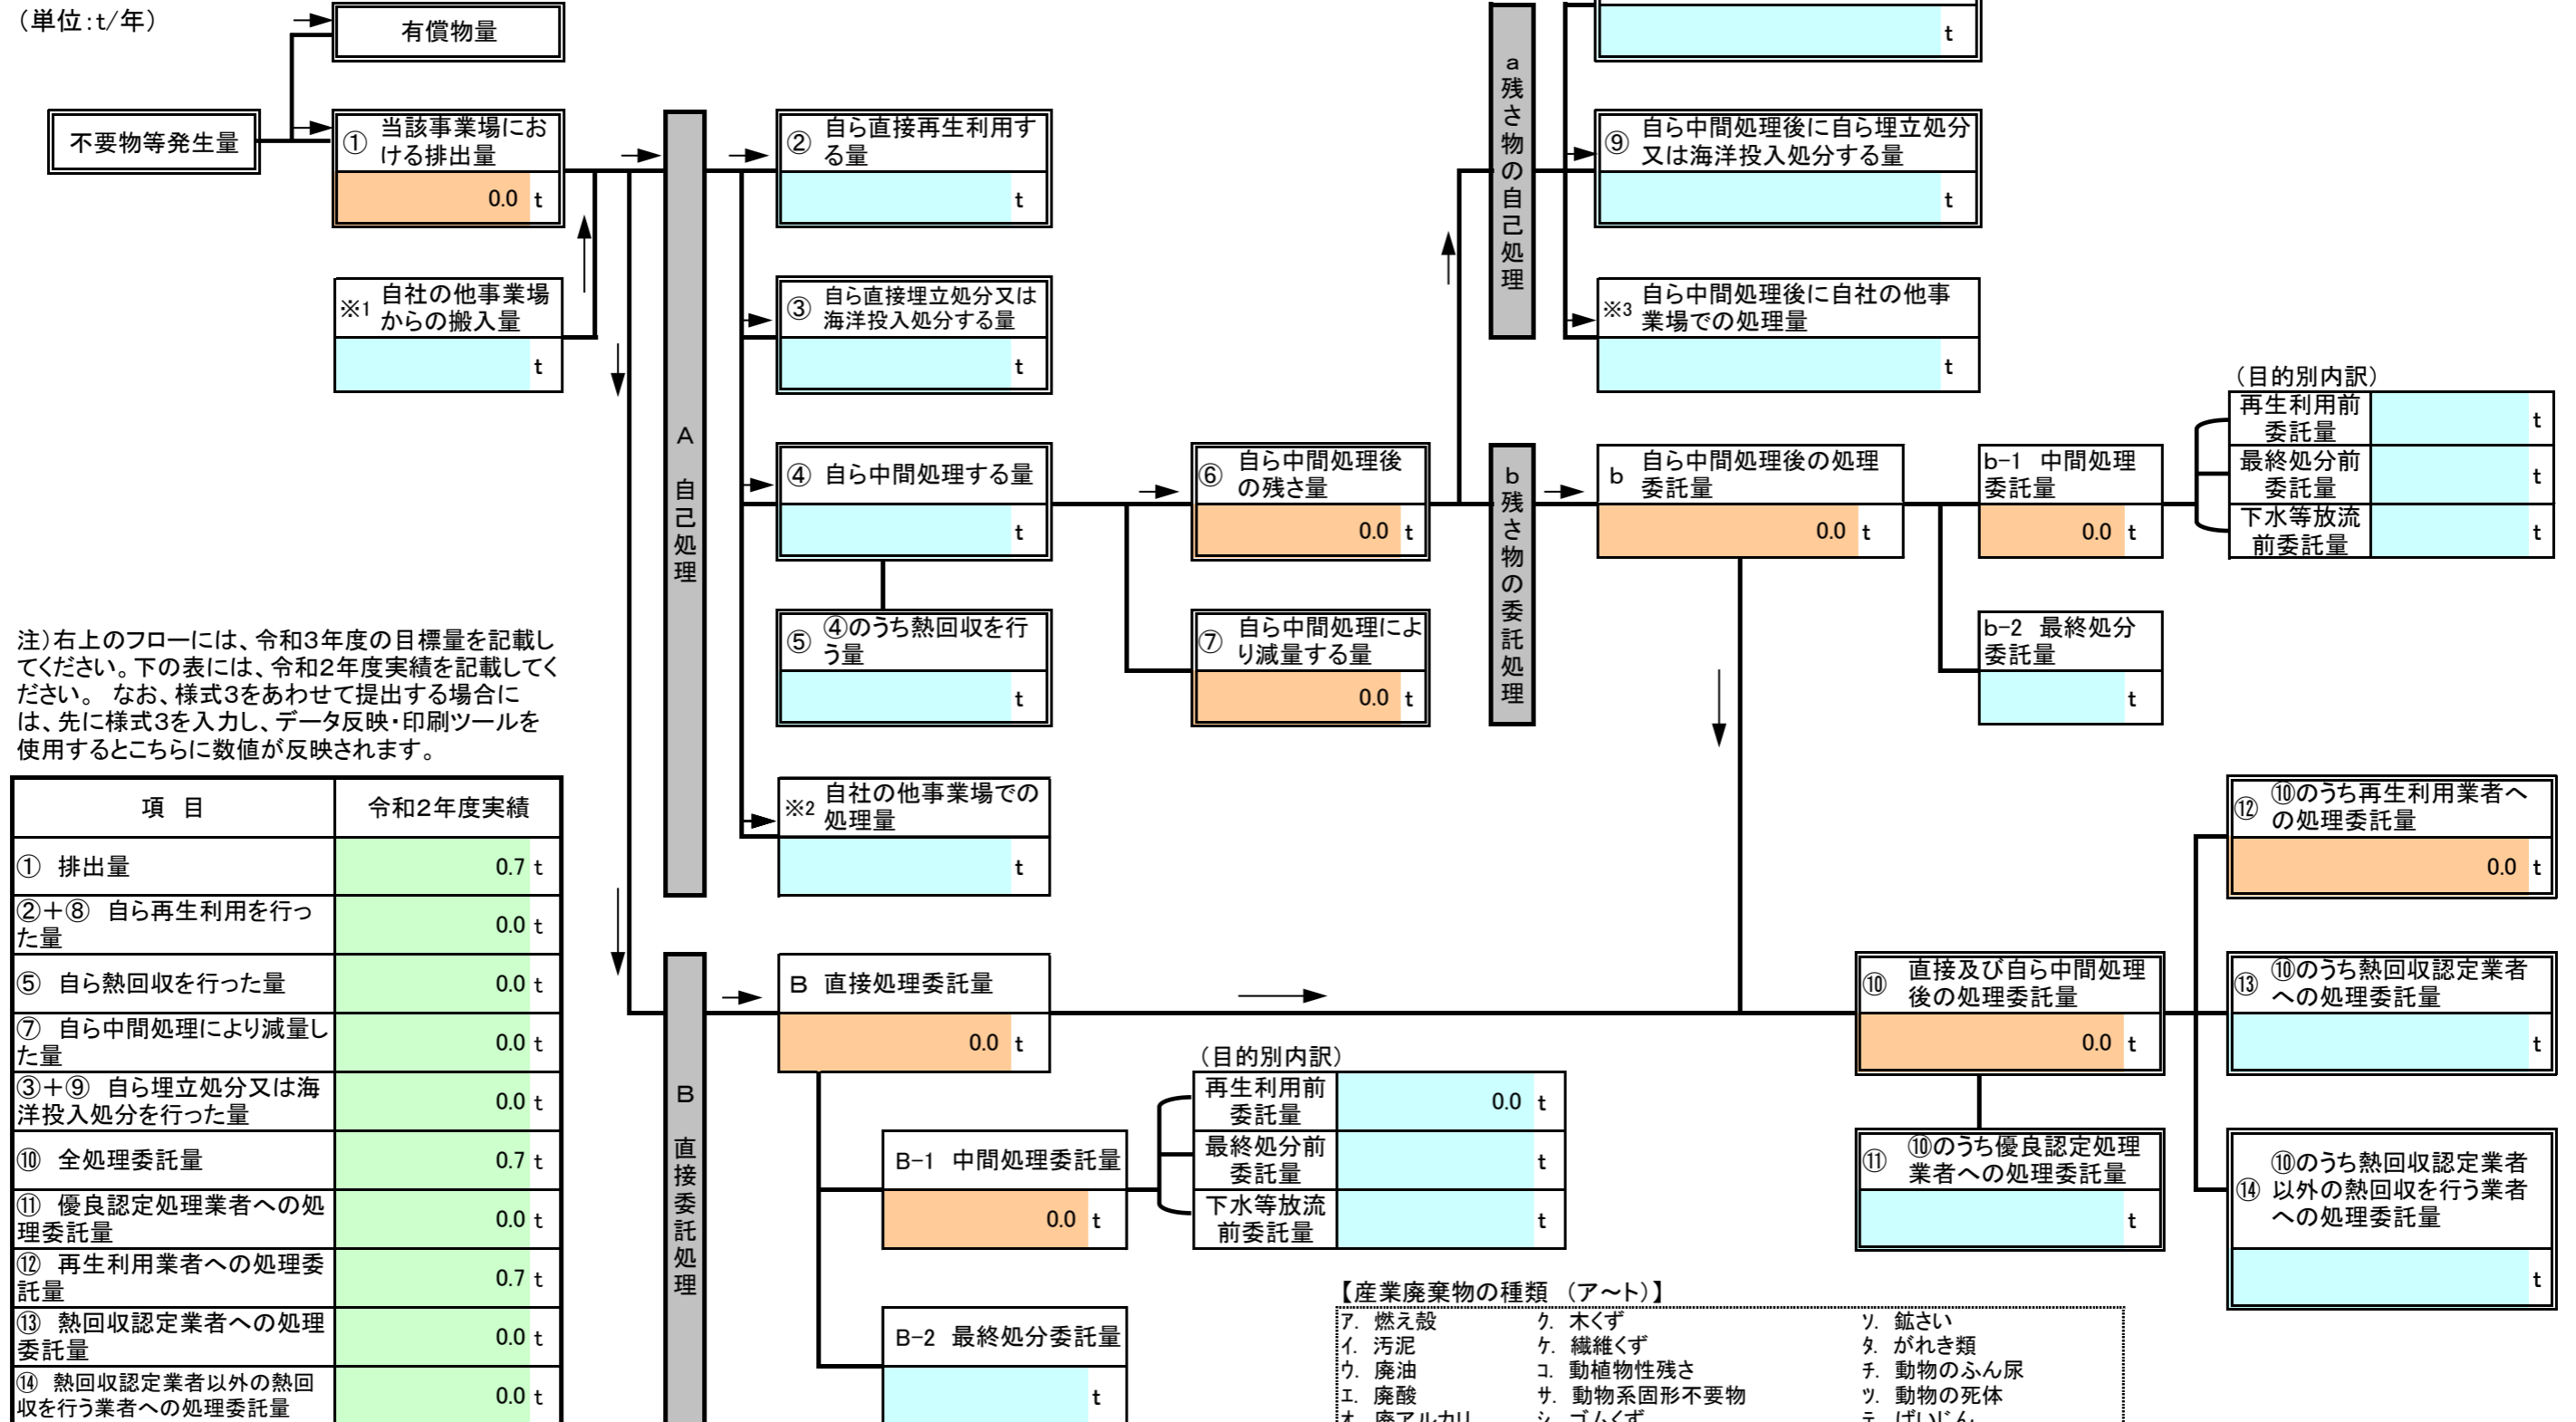 (単位:t/年)
有償物量
不要物等発生量
① 当該事業場にお
ける排出量
0.0 t
※1 自社の他事業場
からの搬入量
t
A 自己処理
② 自ら直接再生利用す
る量
t
③ 自ら直接埋立処分又は
海洋投入処分する量
t
④ 自ら中間処理する量
t
⑤ ④のうち熱回収を行
う量
t
※2 自社の他事業場での
処理量
t
⑥ 自ら中間処理後
の残さ量
0.0 t
⑦ 自ら中間処理によ
り減量する量
0.0 t
a 残さ物の自己処理
t
⑨ 自ら中間処理後に自ら埋立処分
又は海洋投入処分する量
t
※3 自ら中間処理後に自社の他事
業場での処理量
t
b 残さ物の委託処理
b 自ら中間処理後の処理
委託量
0.0 t
b-1 中間処理
委託量
0.0 t
(目的別内訳)
再生利用前
委託量
t
最終処分前
委託量
t
下水等放流
前委託量
t
b-2 最終処分
委託量
t
注)右上のフローには、令和3年度の目標量を記載し
てください。下の表には、令和2年度実績を記載してく
ださい。 なお、様式3をあわせて提出する場合に
は、先に様式3を入力し、データ反映・印刷ツールを
使用するとこちらに数値が反映されます。
項 目 令和2年度実績
① 排出量 0.7 t
②+⑧ 自ら再生利用を行っ
た量 0.0 t
⑤ 自ら熱回収を行った量 0.0 t
⑦ 自ら中間処理により減量し
た量 0.0 t
③+⑨ 自ら埋立処分又は海
洋投入処分を行った量 0.0 t
⑩ 全処理委託量 0.7 t
⑪ 優良認定処理業者への処
理委託量 0.0 t
⑫ 再生利用業者への処理委
託量 0.7 t
⑬ 熱回収認定業者への処理
委託量 0.0 t
⑭ 熱回収認定業者以外の熱回
収を行う業者への処理委託量 0.0 t
B 直接委託処理
B 直接処理委託量
0.0 t
B-1 中間処理委託量
0.0 t
(目的別内訳)
再生利用前
委託量
0.0 t
最終処分前
委託量
t
下水等放流
前委託量
t
B-2 最終処分委託量
t
⑩ 直接及び自ら中間処理
後の処理委託量
0.0 t
⑪ ⑩のうち優良認定処理
業者への処理委託量
t
⑫ ⑩のうち再生利用業者へ
の処理委託量
0.0 t
⑬ ⑩のうち熱回収認定業者
への処理委託量
t
⑭ ⑩のうち熱回収認定業者
以外の熱回収を行う業者
への処理委託量
t
【産業廃棄物の種類 (ア~ト)】
ア. 燃え殻 ク. 木くず ソ. 鉱さい
イ. 汚泥 ケ. 繊維くず タ. がれき類
ウ. 廃油 コ. 動植物性残さ チ. 動物のふん尿
エ. 廃酸 サ. 動物系固形不要物 ツ. 動物の死体
オ. 廃アルカリ シ. ゴムくず テ. ばいじん